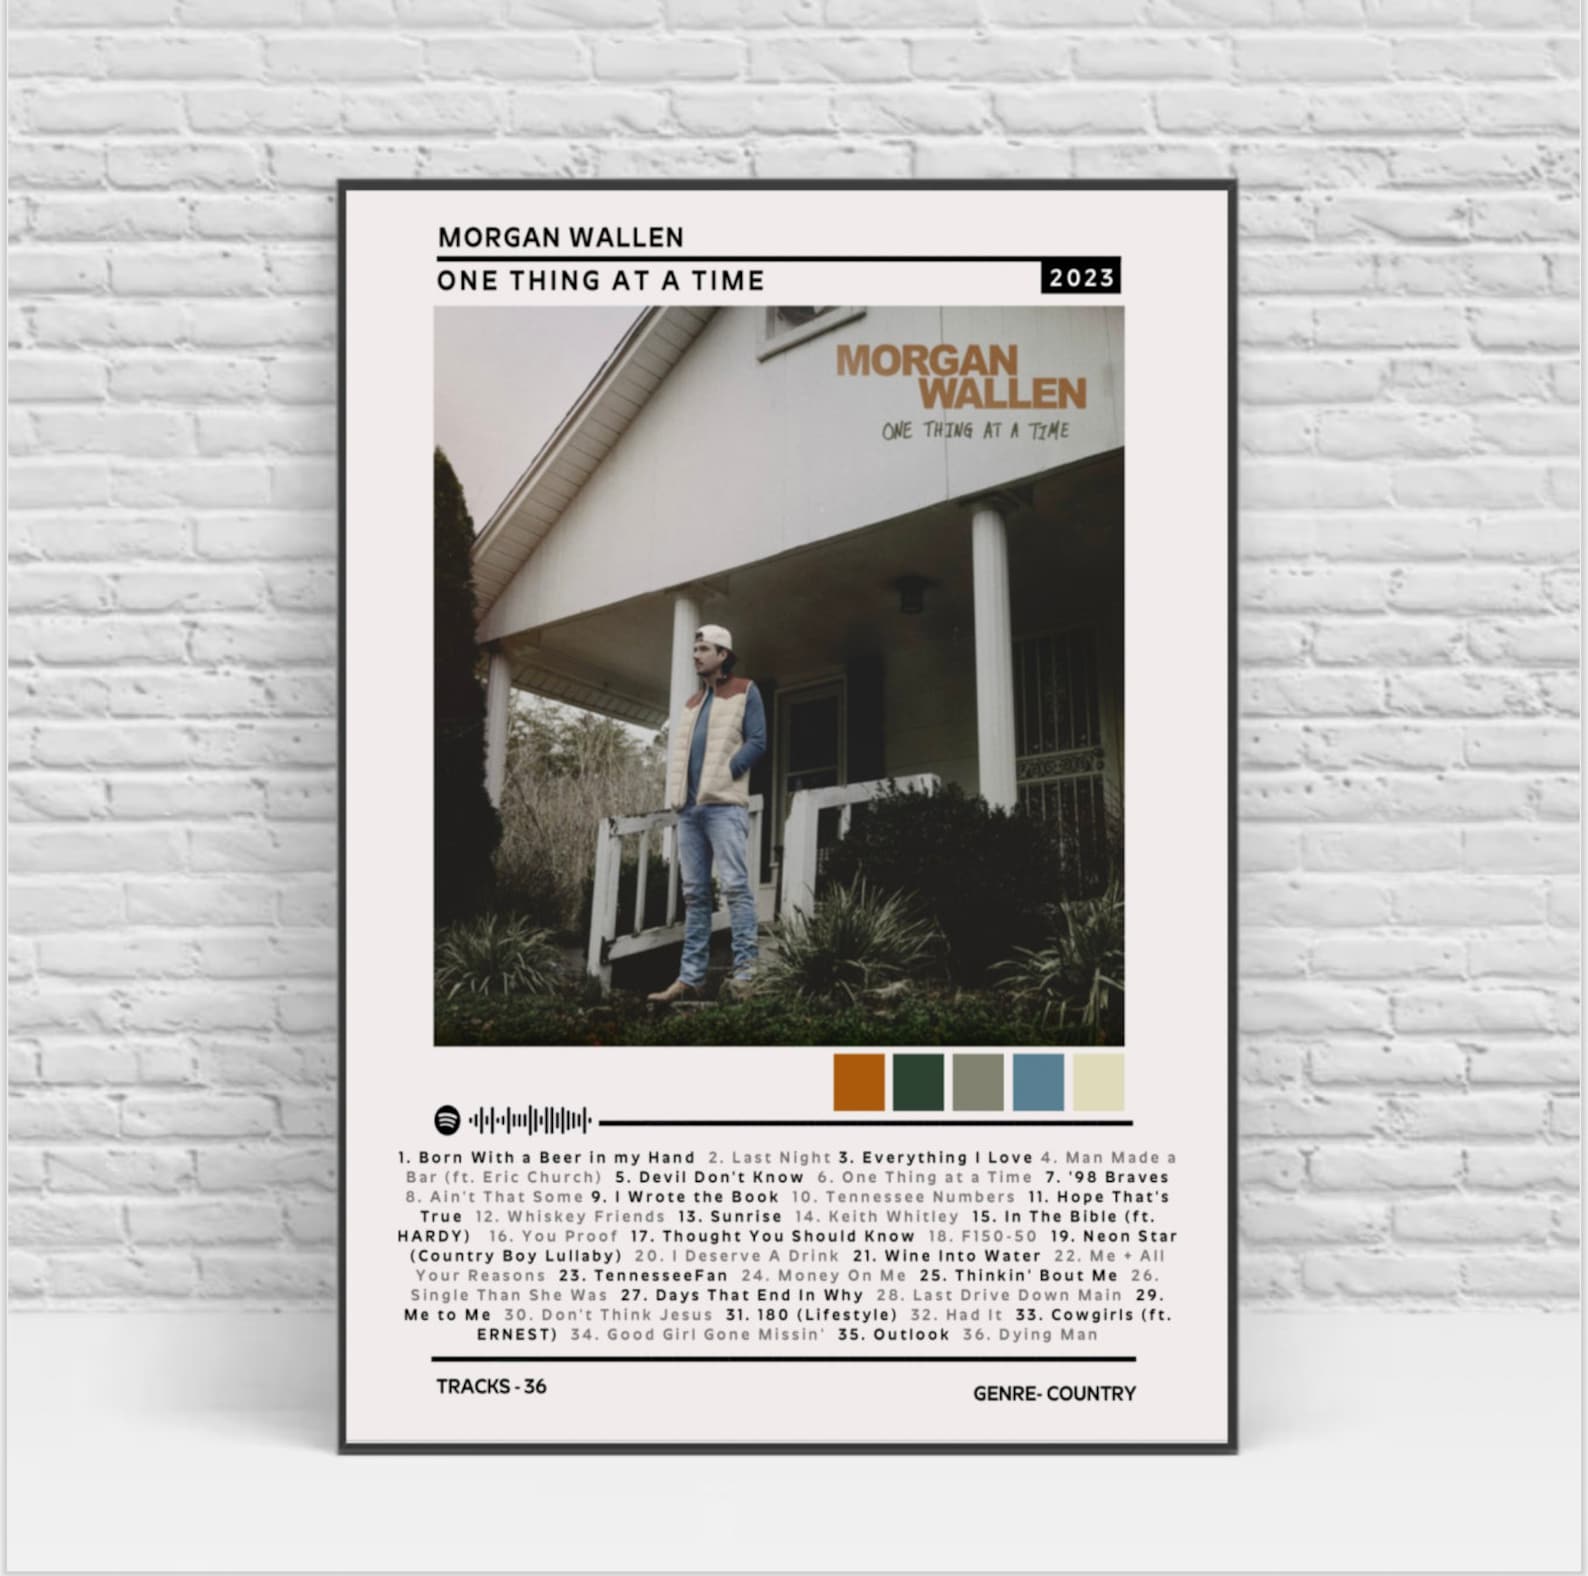 MORGAN WALLEN
ONE THING AT A TIME
2023
MORGAN
WALLEN
ONE THING AT A TIME
1. Born With a Beer in my Hand 2. Last Night 3. Everything I Love 4. Man Made a
Bar (ft. Eric Church) 5. Devil Don't Know 6. One Thing at a Time 7. '98 Braves
8. Ain't That Some 9. I Wrote the Book 10. Tennessee Numbers 11. Hope That's
True 12. Whiskey Friends 13. Sunrise 14. Keith Whitley 15. In The Bible (ft.
HARDY) 16. You Proof 17. Thought You Should Know 18. F150-50 19. Neon Star
(Country Boy Lullaby) 20. I Deserve A Drink 21. Wine Into Water 22. Me + All
Your Reasons 23. TennesseeFan 24. Money On Me 25. Thinkin' Bout Me 26.
Single Than She Was 27. Days That End In Why 28. Last Drive Down Main 29.
Me to Me 30. Don't Think Jesus 31. 180 (Lifestyle) 32. Had It 33. Cowgirls (ft.
ERNEST) 34. Good Girl Gone Missin' 35. Outlook 36. Dying Man
TRACKS - 36
GENRE- COUNTRY